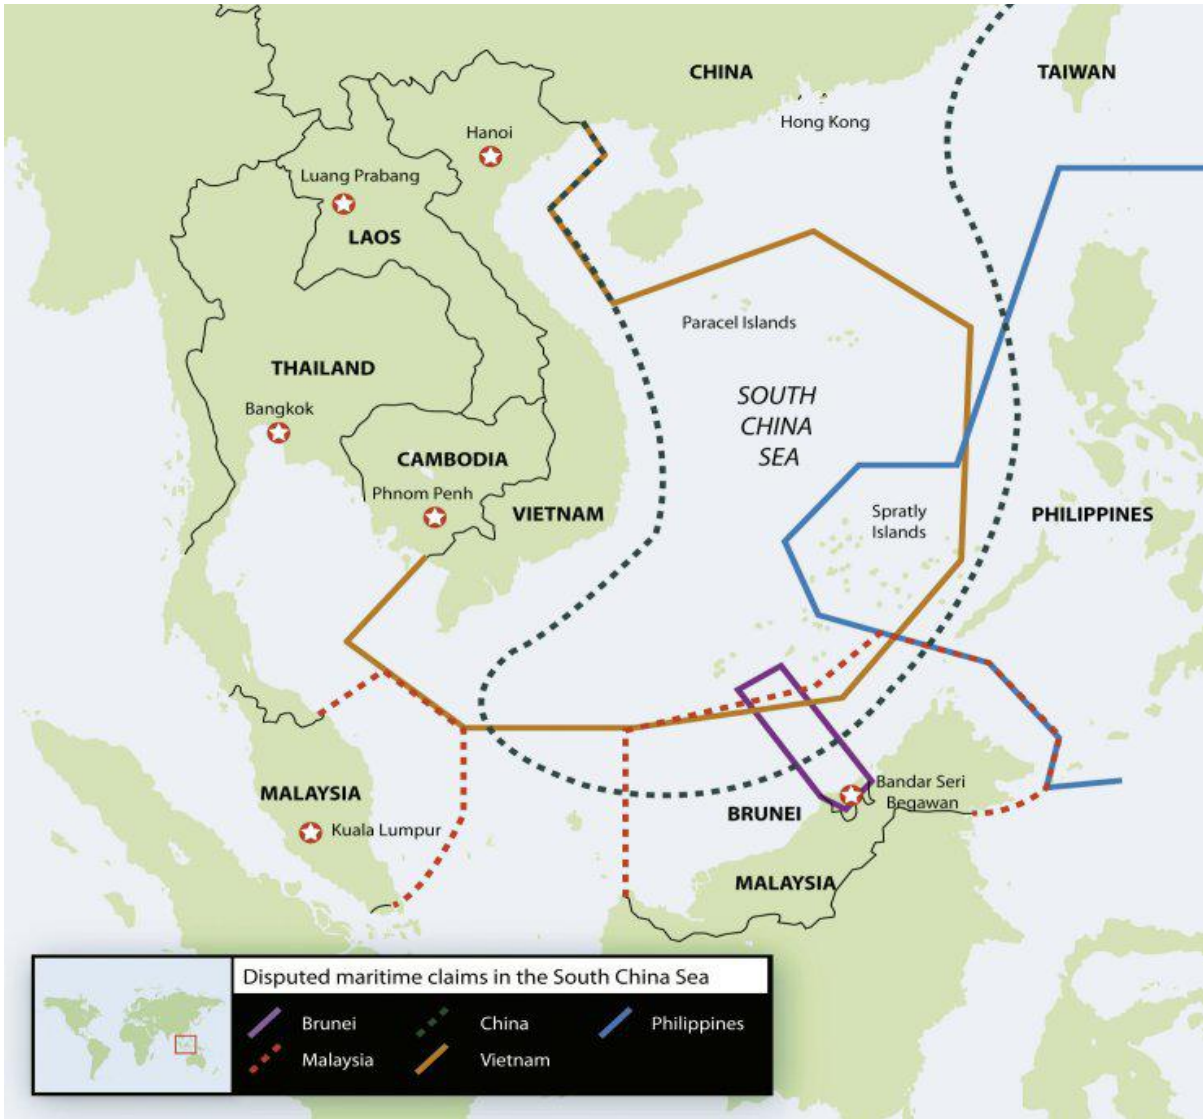 CHINA
TAIWAN
Hong Kong
Hanoi
Luang Prabang
LAOS
Paracel Islands
THAILAND
SOUTH
CHINA
SEA
Bangkok
CAMBODIA
Phnom Penh
VIETNAM
Spratly
Islands
PHILIPPINES
MALAYSIA
Kuala Lumpur
Bandar Seri
Begawan
BRUNEI
MALAYSIA
Disputed maritime claims in the South China Sea
Brunei
China
Philippines
Malaysia
Vietnam